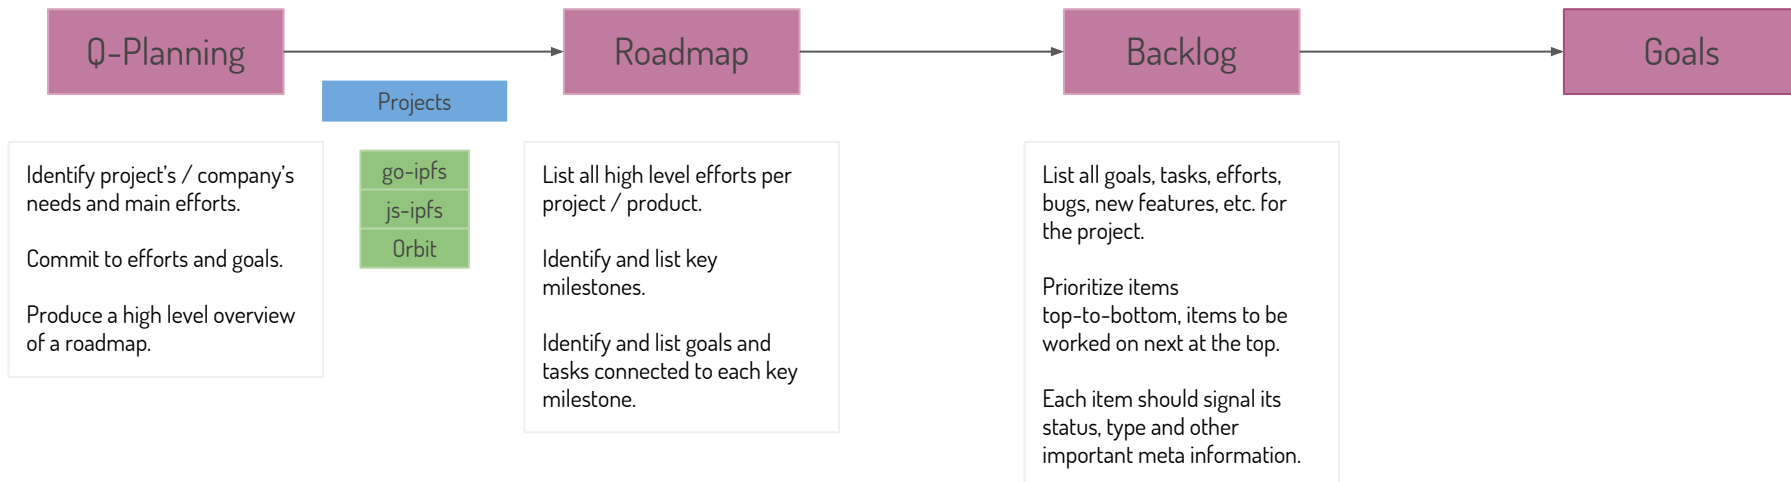 Q-Planning
Roadmap
Backlog
Goals
Projects
go-ipfs
js-ipfs
Orbit
Identify project's / company's
needs and main efforts.
Commit to efforts and goals.
Produce a high level overview
of a roadmap.
List all high level efforts per
project / product.
Identify and list key
milestones.
Identify and list goals and
tasks connected to each key
milestone.
List all goals, tasks, efforts,
bugs, new features, etc. for
the project.
Prioritize items
top-to-bottom, items to be
worked on next at the top.
Each item should signal its
status, type and other
important meta information.